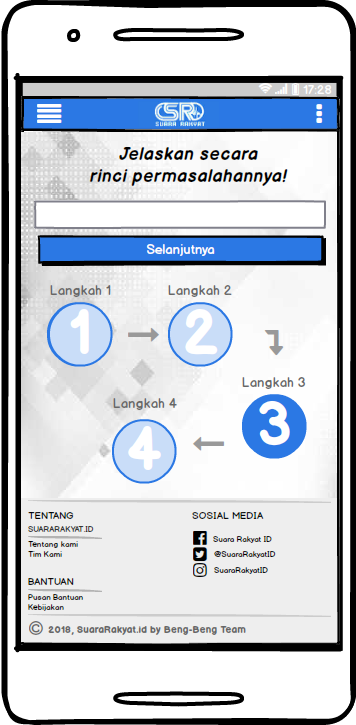 17:28
CSRD
SUARA RAKYAT
Jelaskan secara
rinci permasalahannya!
Selanjutnya
Langkah 1
Langkah 2
1
2
Langkah 3
3
Langkah 4
4
TENTANG
SUARARAKYAT.ID
Tentang kami
Tim Kami
BANTUAN
Pusan Bantuan
Kebijakan
SOSIAL MEDIA
Suara Rakyat ID
@SuaraRakyatID
SuaraRakyatID
© 2018, SuaraRakyat.id by Beng-Beng Team